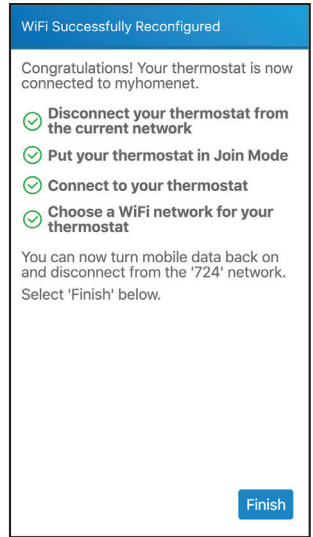 WiFi Successfully Reconfigured
Congratulations! Your thermostat is now
connected to myhomenet.
Disconnect your thermostat from
the current network
Put your thermostat in Join Mode
Connect to your thermostat
Choose a WiFi network for your
thermostat
You can now turn mobile data back on
and disconnect from the '724' network.
Select 'Finish' below.
Finish